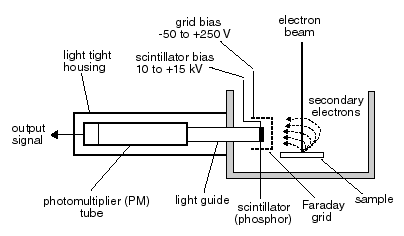 grid bias
-50 to +250 V
electron
beam
light tight
housing
scintillator bias
10 to +15 kV
secondary
electrons
output
signal
photomultiplier (PM)
tube
light guide
scintillator
(phosphor)
Faraday
grid
sample